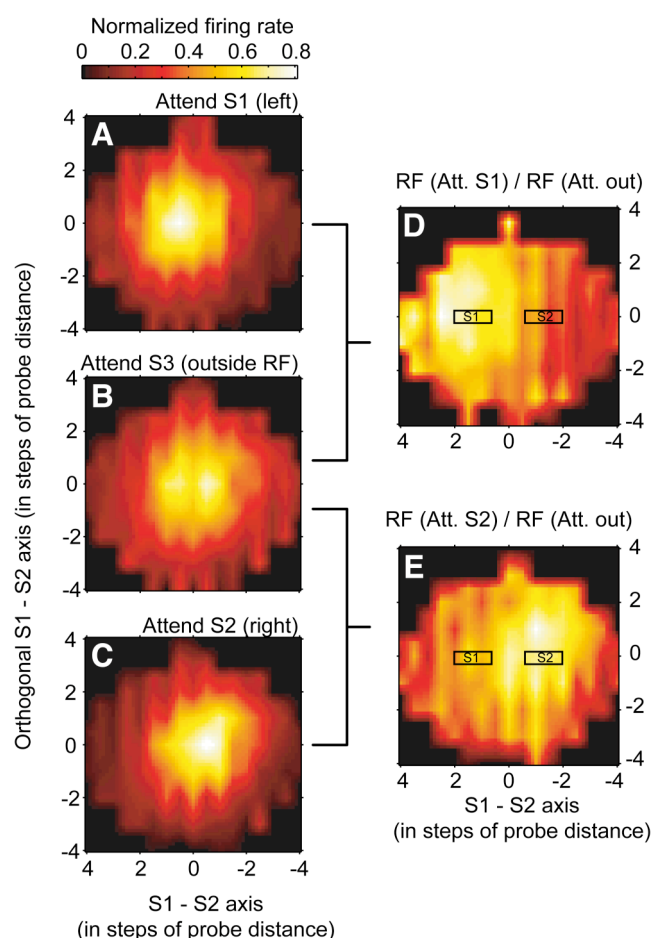 Normalized firing rate
0 0.2 0.4 0.6 0.8
Attend S1 (left)
A
4
2
0
-2
-4
Attend S3 (outside RF)
B
4
2
0
-2
-4
Attend S2 (right)
C
4
2
0
-2
-4
4 2 0 -2 -4
S1 - S2 axis
(in steps of probe distance)
Orthogonal S1 - S2 axis (in steps of probe distance)
RF (Att. S1) / RF (Att. out)
D
S1 S2
4
2
0
-2
-4
4 2 0 -2 -4
RF (Att. S2) / RF (Att. out)
E
S1 S2
4
2
0
-2
-4
4 2 0 -2 -4
S1 - S2 axis
(in steps of probe distance)